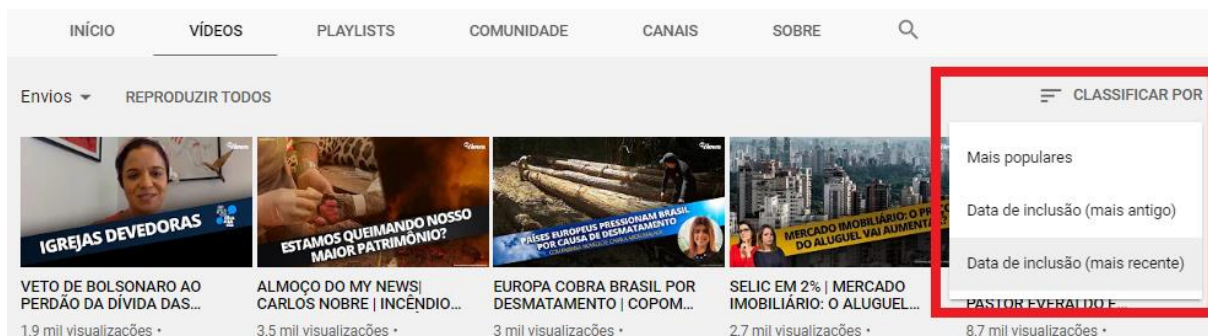 INÍCIO VÍDEOS PLAYLISTS COMUNIDADE CANAIS SOBRE
Envios REPRODUZIR TODOS CLASSIFICAR POR
Mais populares
Data de inclusão (mais antigo)
Data de inclusão (mais recente)
IGREJAS DEVEDORAS
ESTAMOS QUEIMANDO NOSSO
MAIOR PATRIMÔNIO?
PAÍSES EUROPEUS PRESSIONAM BRASIL
POR CAUSA DE DESMATAMENTO
MERCADO IMOBILIÁRIO: O
DO ALUGUEL VAI AUMENTA
VETO DE BOLSONARO AO
PERDÃO DA DÍVIDA DAS...
ALMOÇO DO MY NEWS|
CARLOS NOBRE | INCÊNDIO...
EUROPA COBRA BRASIL POR
DESMATAMENTO | COPOM...
SELIC EM 2% | MERCADO
IMOBILIÁRIO: O ALUGUEL...
PASTOR EVERALDO E...
1,9 mil visualizações •
3,5 mil visualizações •
3 mil visualizações •
2,7 mil visualizações •
8,7 mil visualizações •